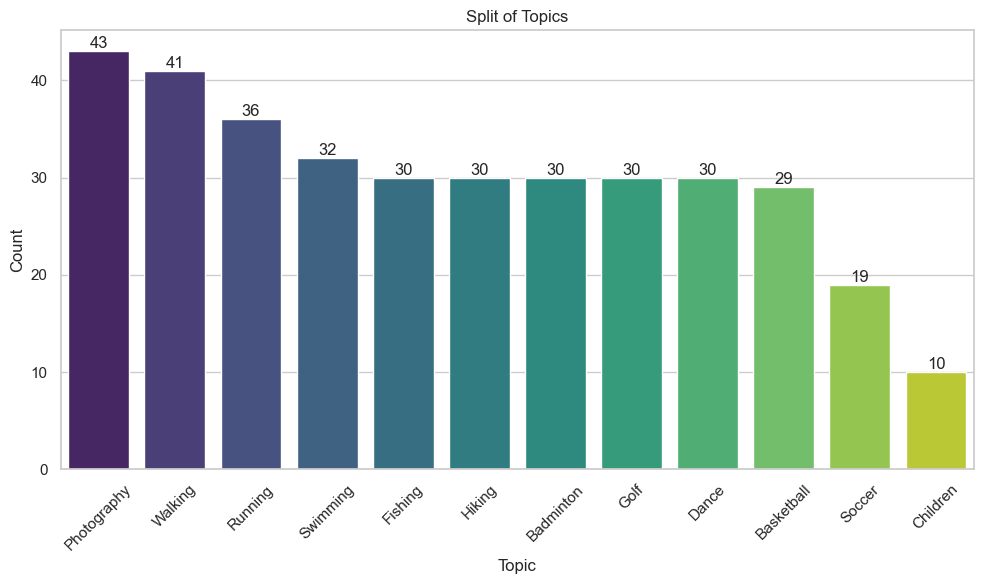 Split of Topics
43
41
36
32
30
30
30
30
30
29
19
10
Count
40
30
20
10
0
Photography
Walking
Running
Swimming
Fishing
Hiking
Badminton
Golf
Dance
Basketball
Soccer
Children
Topic